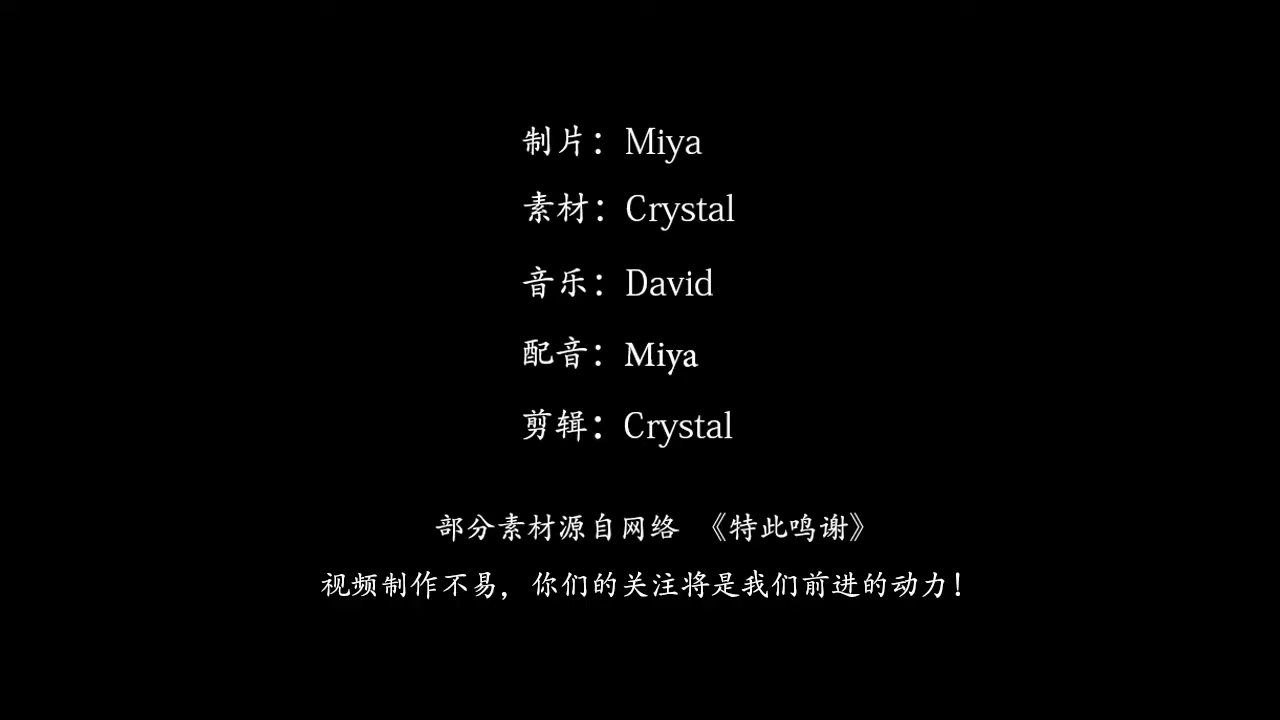 制片：Miya
素材：Crystal
音乐：David
配音：Miya
剪辑：Crystal
部分素材源自网络 《特此鸣谢》
视频制作不易，你们的关注将是我们前进的动力！